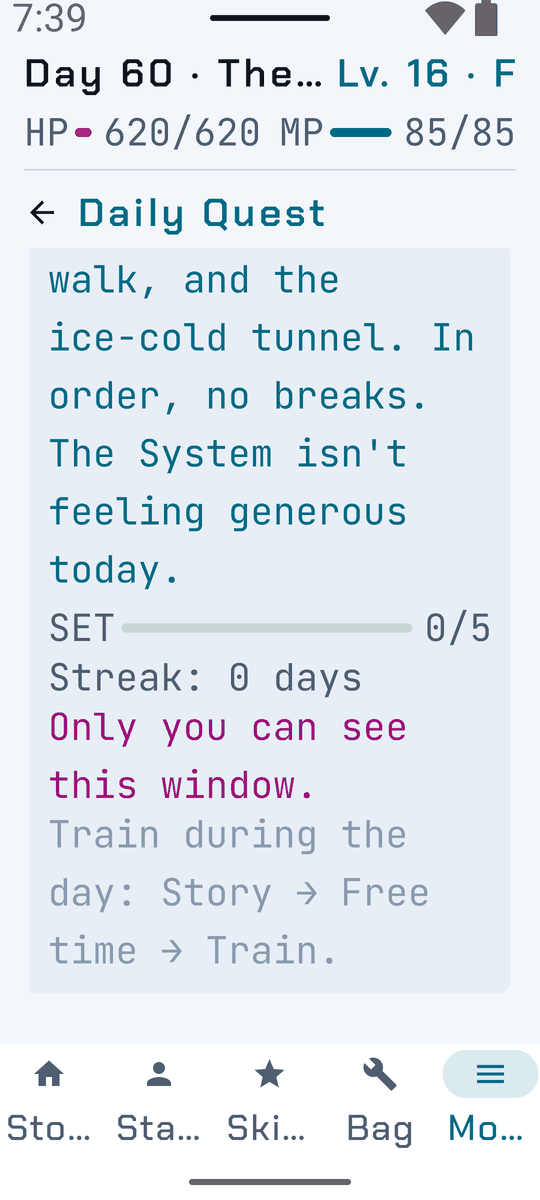 7:39
Day 60 · The… Lv. 16 · F
HP 620/620 MP 85/85
← Daily Quest
walk, and the
ice-cold tunnel. In
order, no breaks.
The System isn't
feeling generous
today.
SET 0/5
Streak: 0 days
Only you can see
this window.
Train during the
day: Story → Free
time → Train.
Sto… Sta… Ski… Bag Mo…